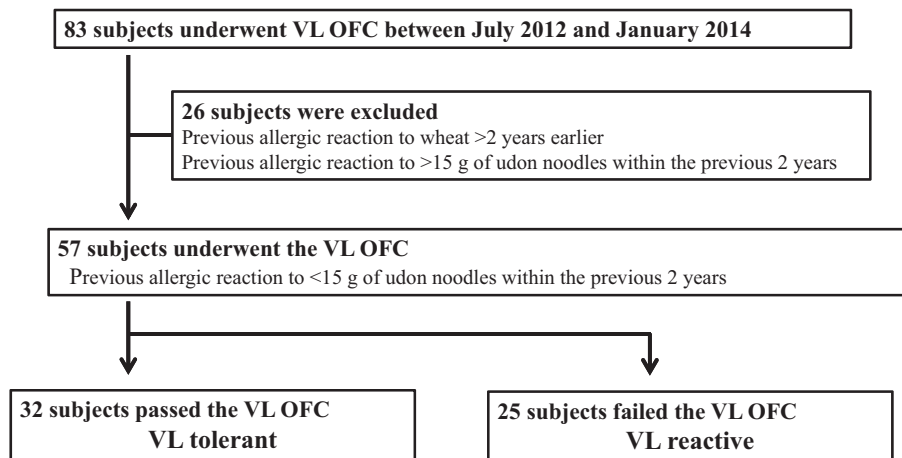 83 subjects underwent VL OFC between July 2012 and January 2014
26 subjects were excluded
Previous allergic reaction to wheat >2 years earlier
Previous allergic reaction to >15 g of udon noodles within the previous 2 years
57 subjects underwent the VL OFC
Previous allergic reaction to <15 g of udon noodles within the previous 2 years
32 subjects passed the VL OFC
VL tolerant
25 subjects failed the VL OFC
VL reactive